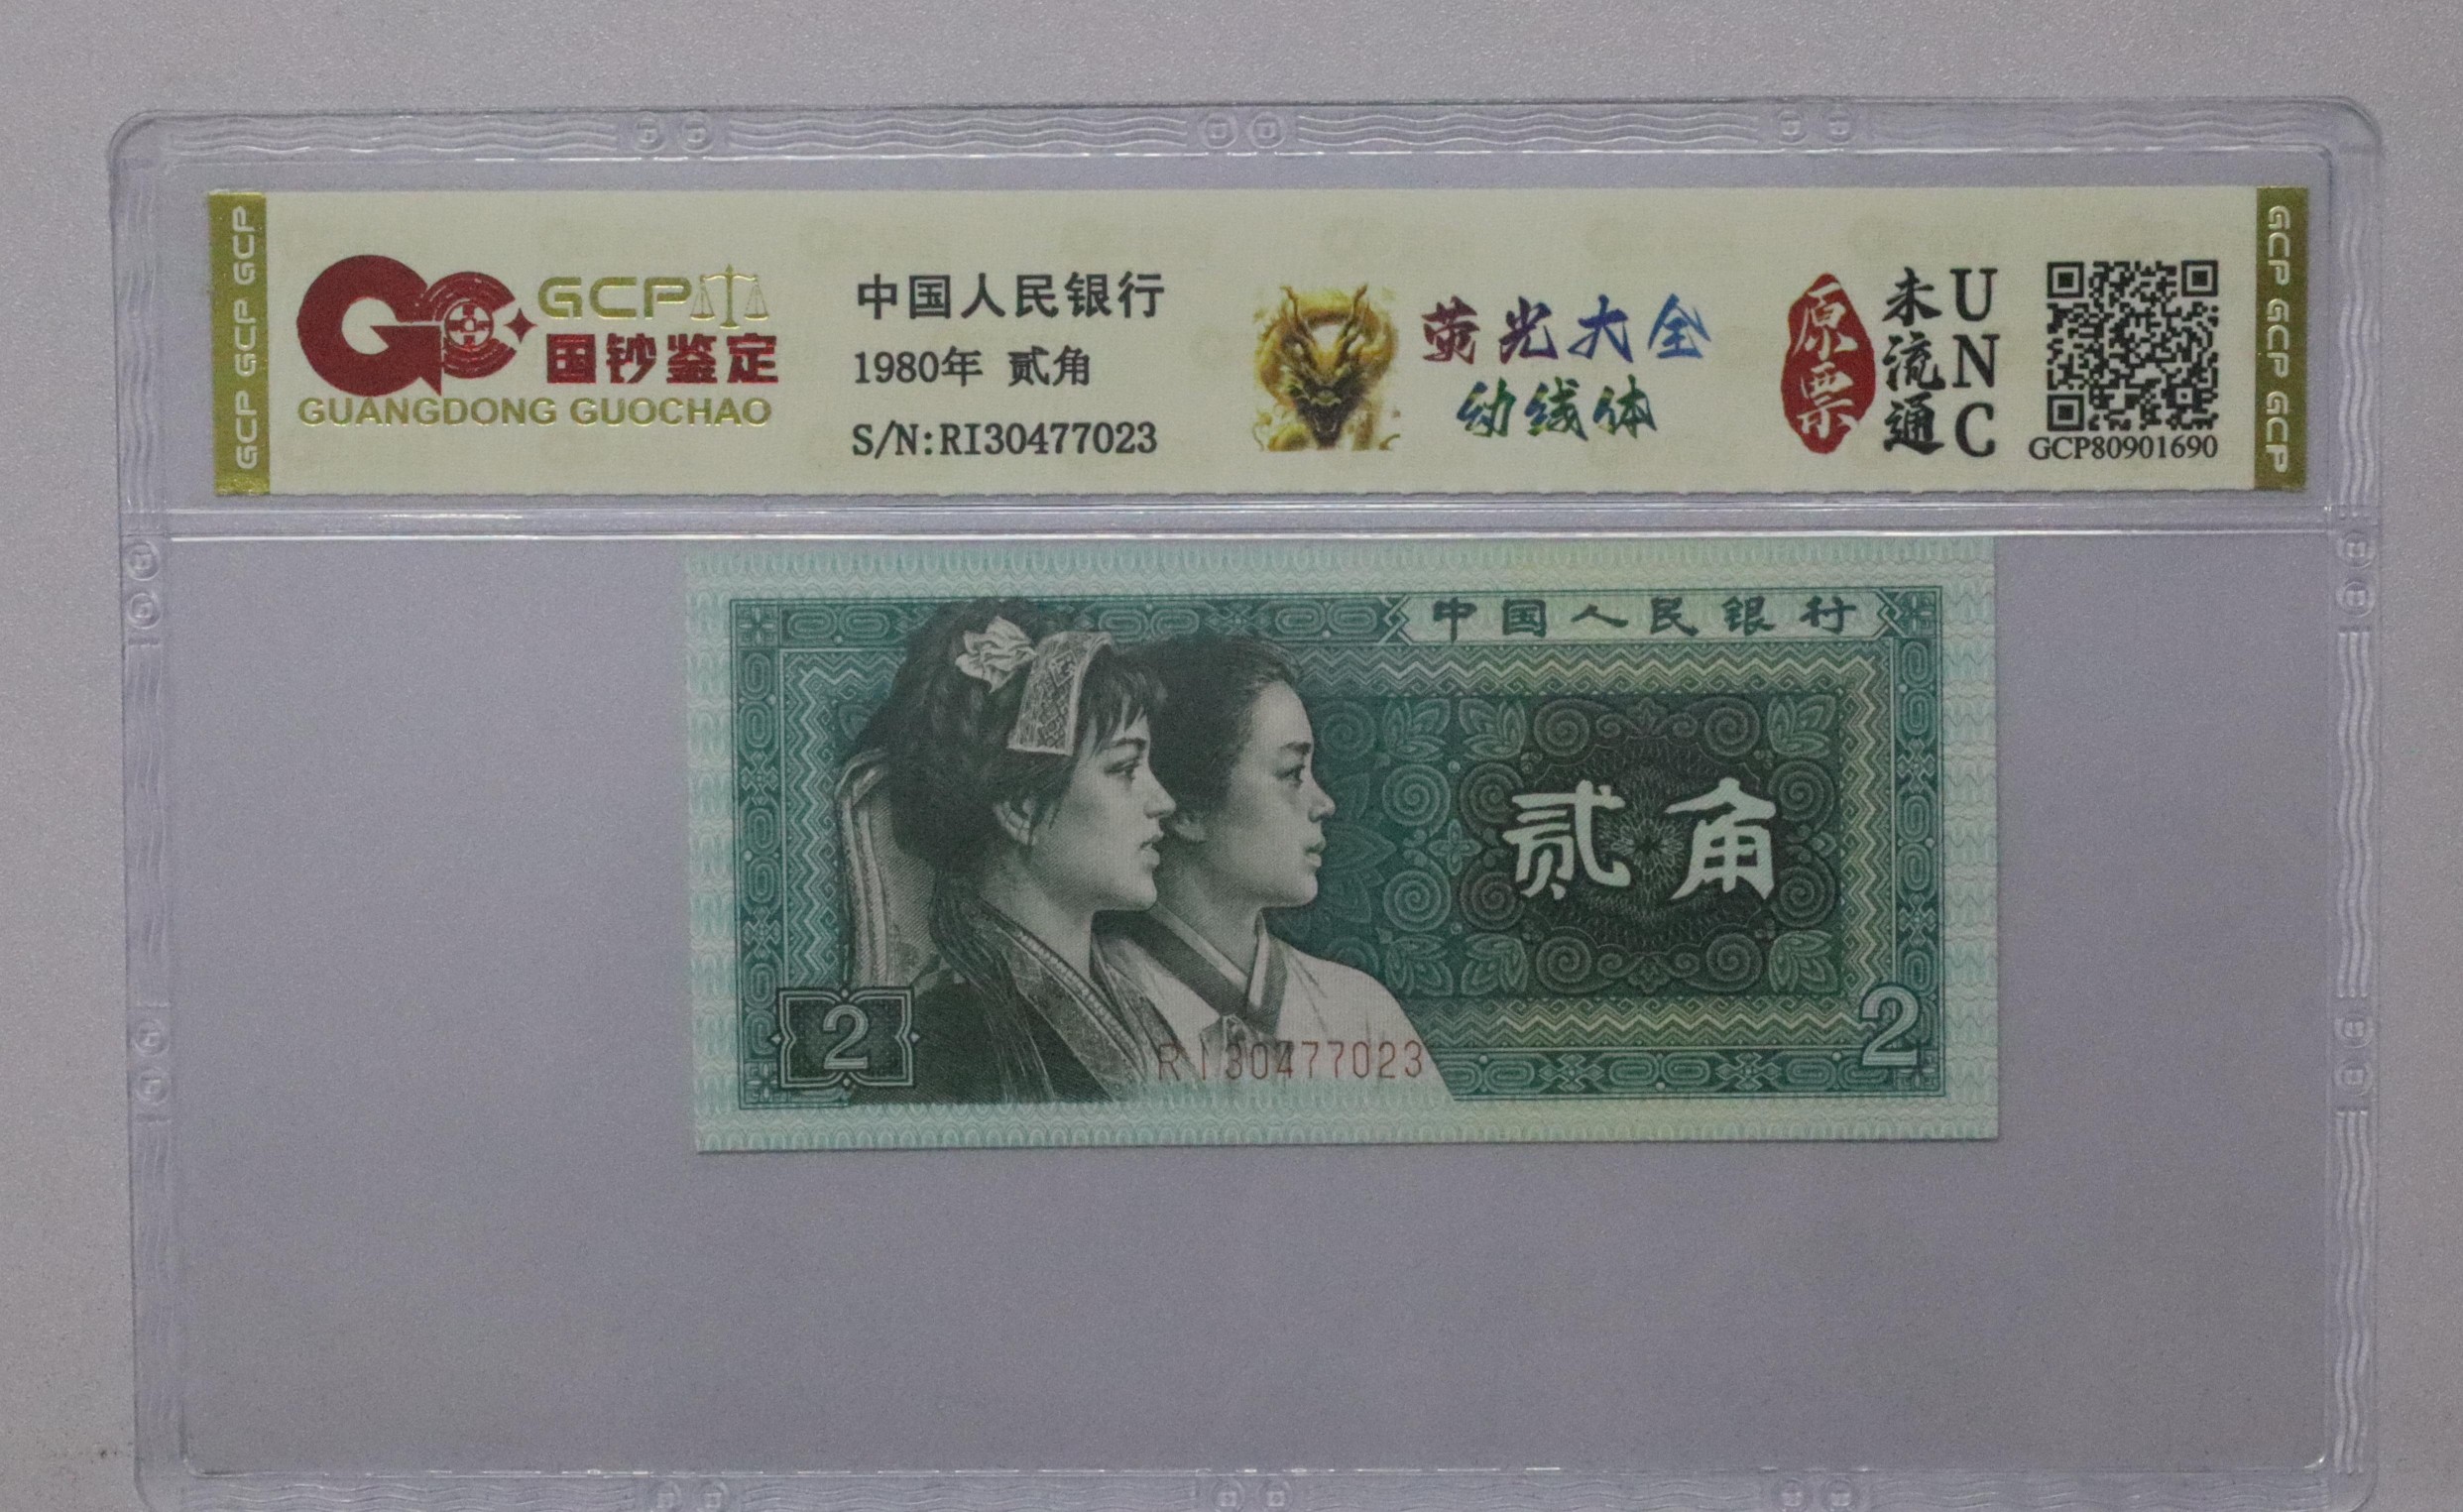 GCP GCP GCP
GCP
国钞鉴定
GUANGDONG GUOCHAO
中国人民银行
1980年 贰角
S/N:RI30477023
荧光大全
幼线体
原票
未流通
UNC
GCP80901690
GCP GCP GCP
中国人民银行
贰角
2
2
RI30477023